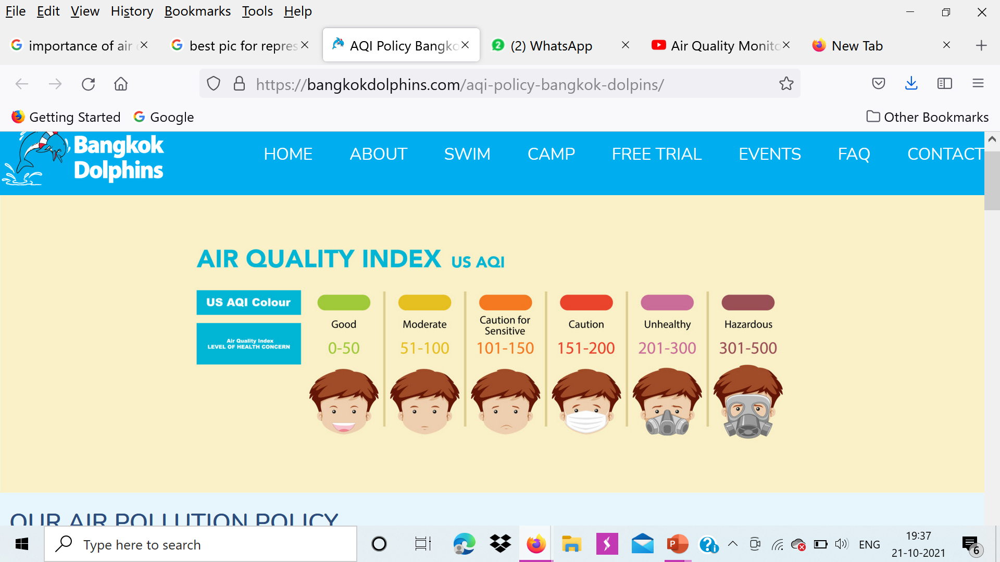 File Edit View History Bookmarks Tools Help
importance of air
best pic for repres
AQI Policy Bangko
(2) WhatsApp
Air Quality Monito
New Tab
https://bangkokdolphins.com/aqi-policy-bangkok-dolpins/
Getting Started
Google
Other Bookmarks
Bangkok
Dolphins
HOME ABOUT SWIM CAMP FREE TRIAL EVENTS FAQ CONTACT
AIR QUALITY INDEX US AQI
US AQI Colour
Air Quality Index
LEVEL OF HEALTH CONCERN
Good
0-50
Moderate
51-100
Caution for
Sensitive
101-150
Caution
151-200
Unhealthy
201-300
Hazardous
301-500
OUR AIR POLLUTION POLICY
Type here to search
ENG
19:37
21-10-2021
6